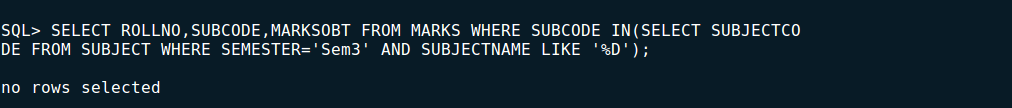 SQL> SELECT ROLLNO,SUBCODE,MARKSOBT FROM MARKS WHERE SUBCODE IN(SELECT SUBJECTCO
DE FROM SUBJECT WHERE SEMESTER='Sem3' AND SUBJECTNAME LIKE '%D');
no rows selected